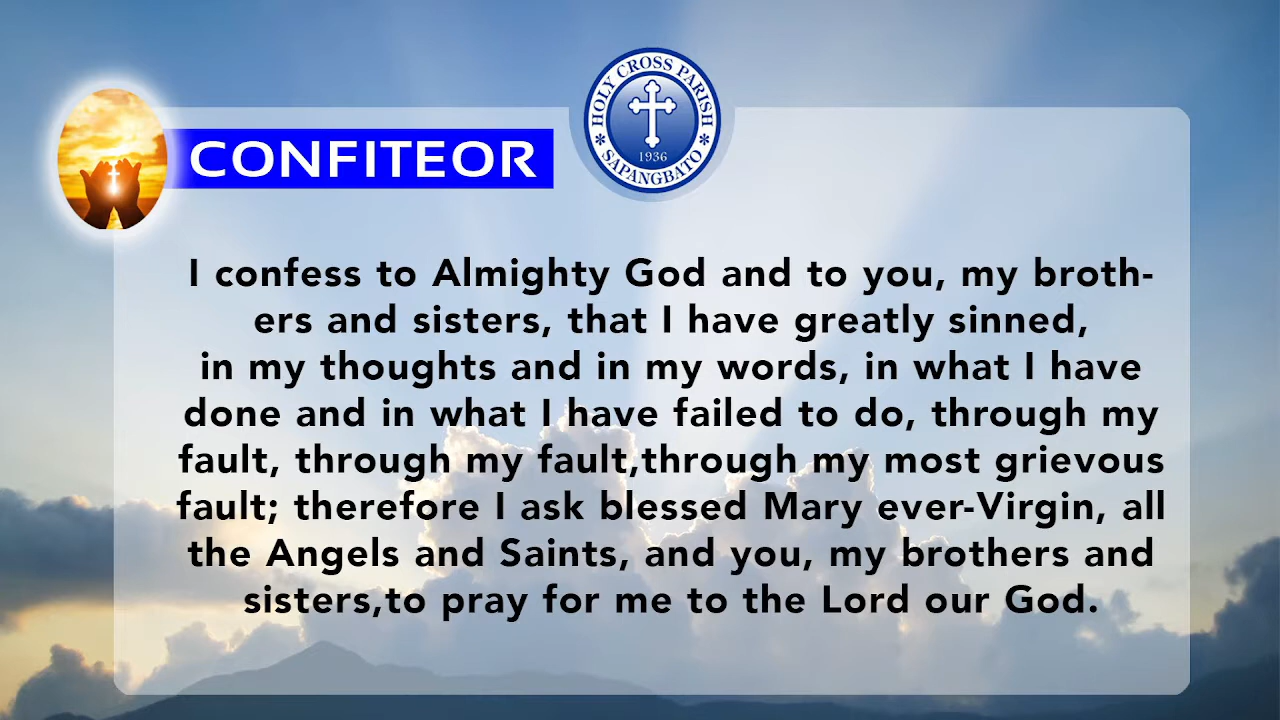 HOLY CROSS PARISH
1936
SAPANGBATO
CONFITEOR
I confess to Almighty God and to you, my broth-
ers and sisters, that I have greatly sinned,
in my thoughts and in my words, in what I have
done and in what I have failed to do, through my
fault, through my fault,through my most grievous
fault; therefore I ask blessed Mary ever-Virgin, all
the Angels and Saints, and you, my brothers and
sisters,to pray for me to the Lord our God.